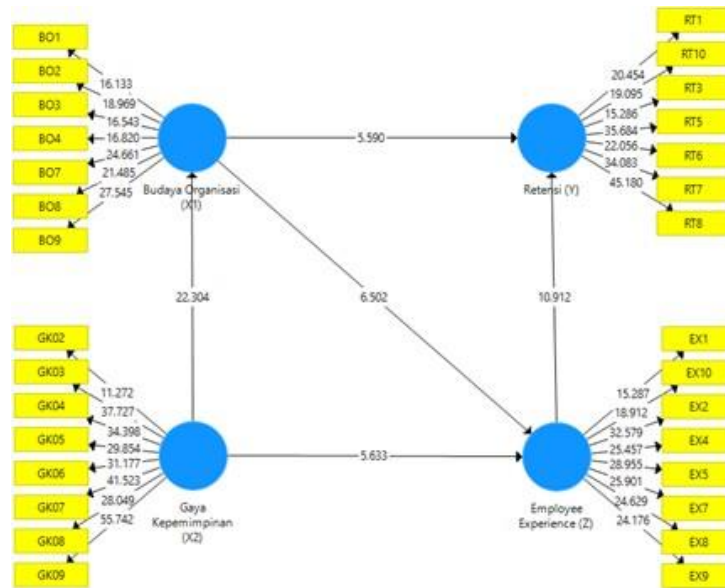 BO1
BO2
BO3
BO4
BO7
BO8
BO9
16.133
18.969
16.543
16.820
24.661
21.485
27.545
Budaya Organisasi
(X1)
5.590
RT1
RT10
RT3
RT5
RT6
RT7
RT8
20.454
19.095
15.286
35.684
22.056
34.083
45.180
Retensi (Y)
22.304
6.502
10.912
GK02
GK03
GK04
GK05
GK06
GK07
GK08
GK09
11.272
37.727
34.398
29.854
31.177
41.523
28.049
55.742
Gaya
Kepemimpinan
(X2)
5.633
EX1
EX10
EX2
EX4
EX5
EX7
EX8
EX9
15.287
18.912
32.579
25.457
28.955
25.901
24.629
24.176
Employee
Experience (Z)